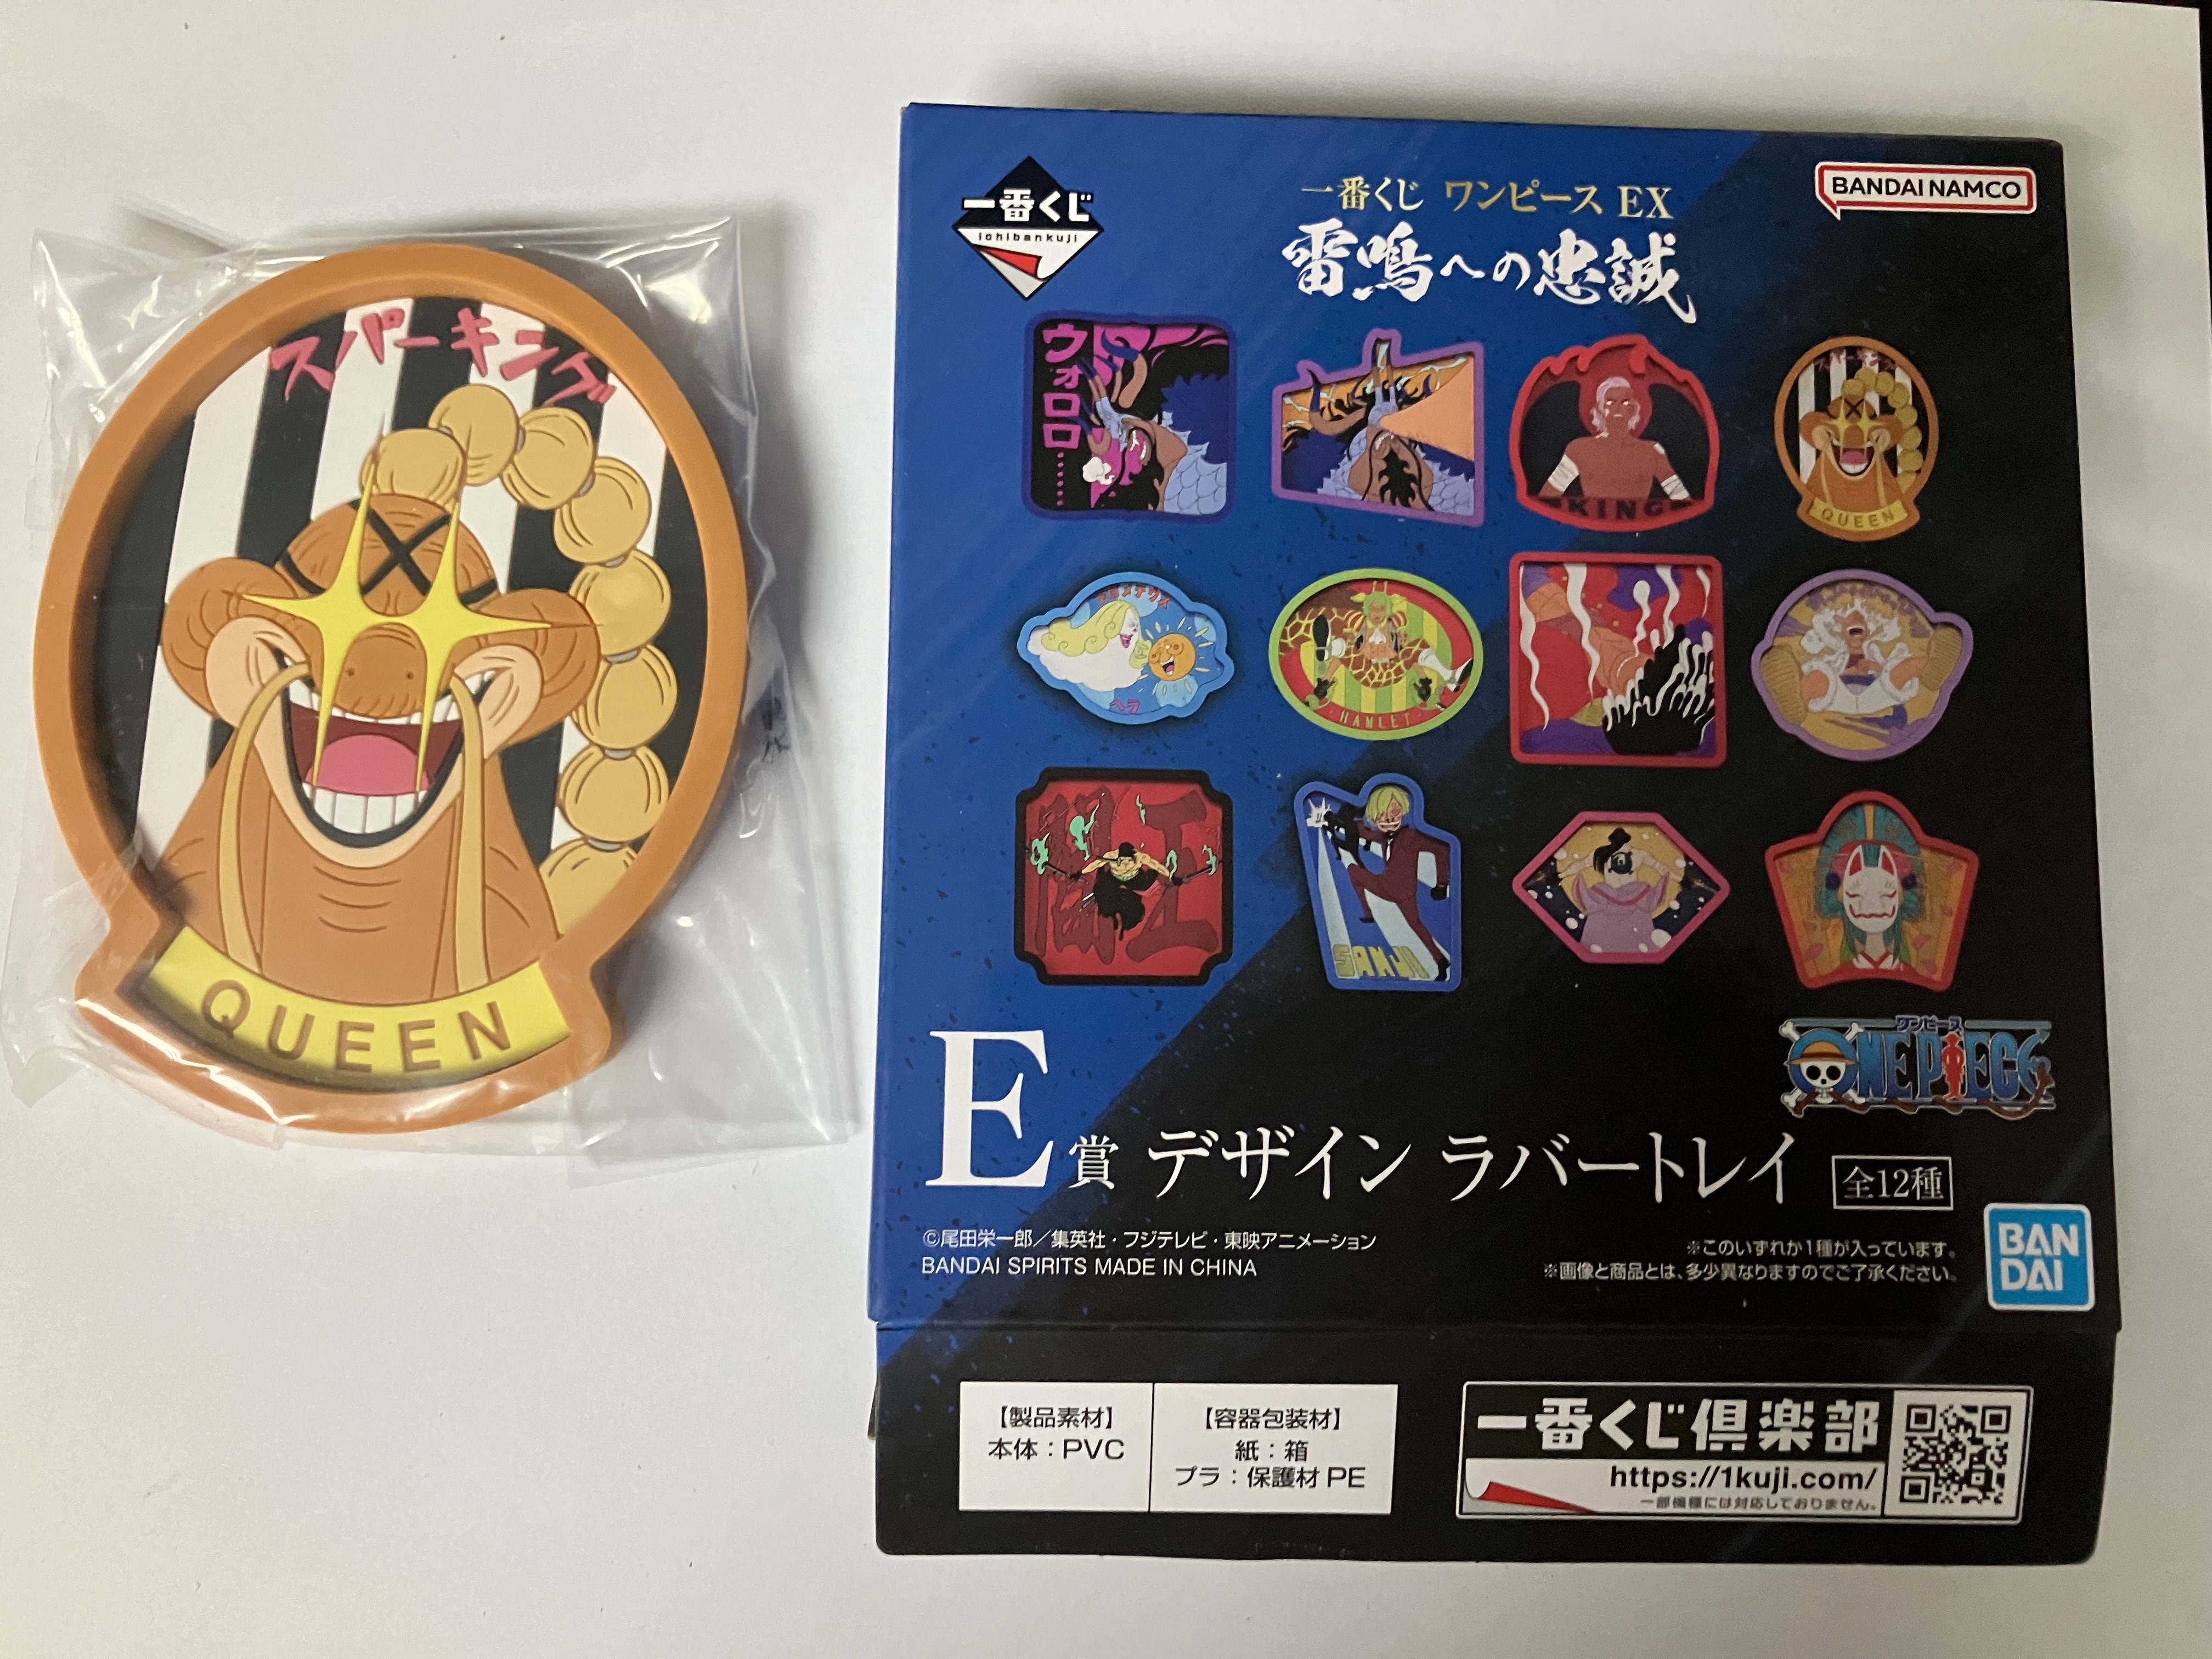 スパーキング
QUEEN
一番くじ
ichibankuji
一番くじ ワンピース EX
雷鳴への忠誠
BANDAI NAMCO
ウォロロロ……
KING
QUEEN
ヘラ
HAMLET
SANJI
ワンピース
ONE PIECE
E賞 デザイン ラバートレイ 全12種
©尾田栄一郎/集英社・フジテレビ・東映アニメーション
BANDAI SPIRITS MADE IN CHINA
※このいずれか1種が入っています。
※画像と商品とは、多少異なりますのでご了承ください。
BAN
DAI
【製品素材】
本体:PVC
【容器包装材】
紙:箱
プラ:保護材 PE
一番くじ倶楽部
https://1kuji.com/
一部機種には対応しておりません。